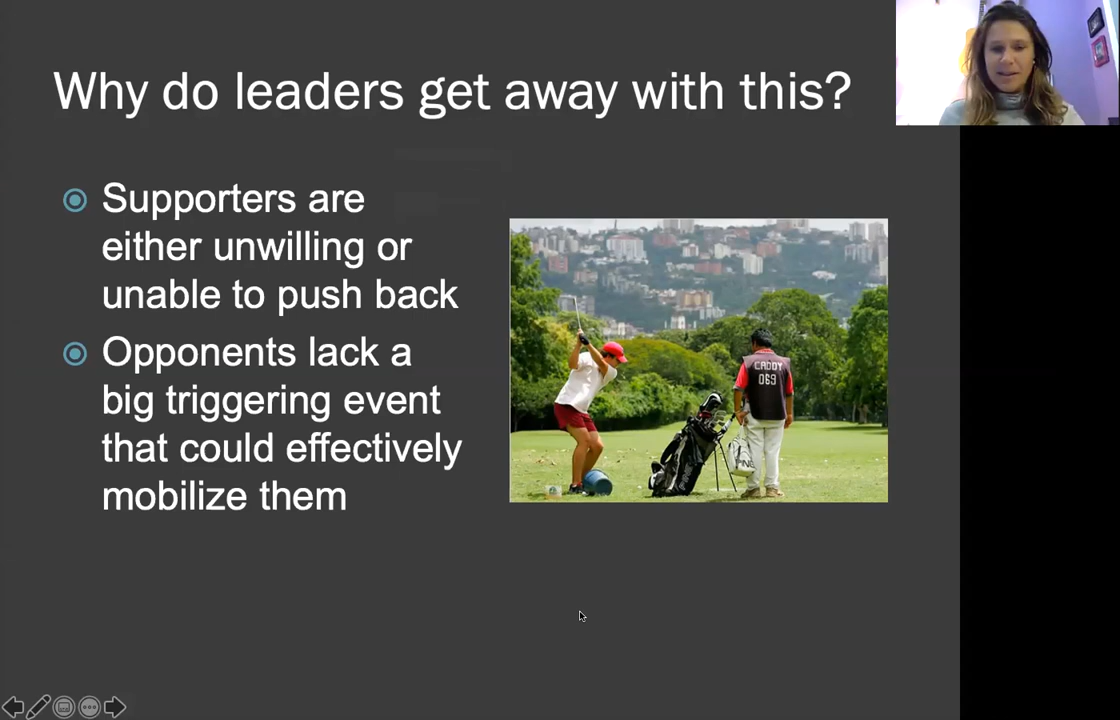 Why do leaders get away with this?
Supporters are
either unwilling or
unable to push back
Opponents lack a
big triggering event
that could effectively
mobilize them
CADDY
069
PING